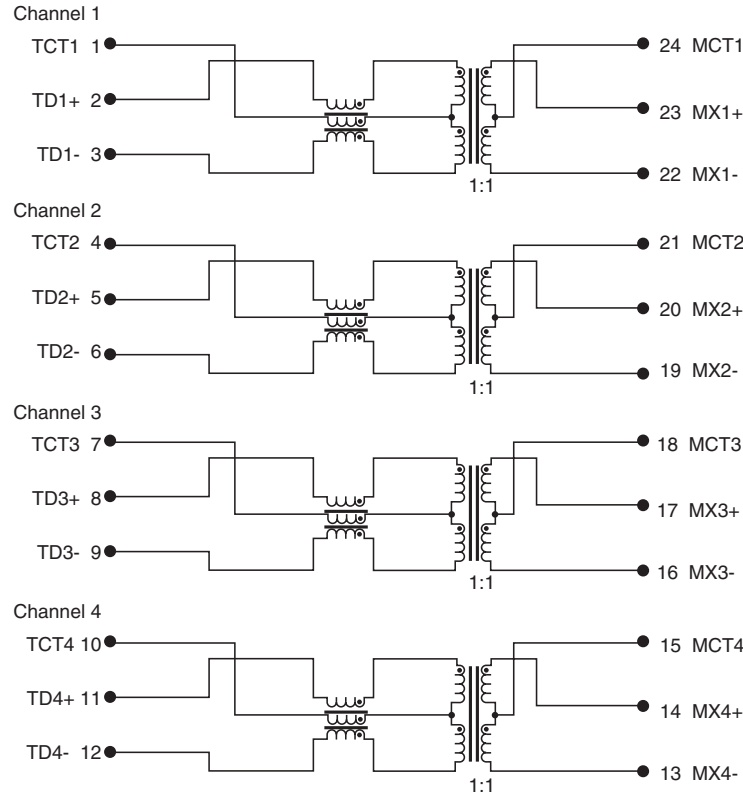 Channel 1
TCT1 1
24 MCT1
TD1+ 2
23 MX1+
TD1- 3
22 MX1-
1:1
Channel 2
TCT2 4
21 MCT2
TD2+ 5
20 MX2+
TD2- 6
19 MX2-
1:1
Channel 3
TCT3 7
18 MCT3
TD3+ 8
17 MX3+
TD3- 9
16 MX3-
1:1
Channel 4
TCT4 10
15 MCT4
TD4+ 11
14 MX4+
TD4- 12
13 MX4-
1:1